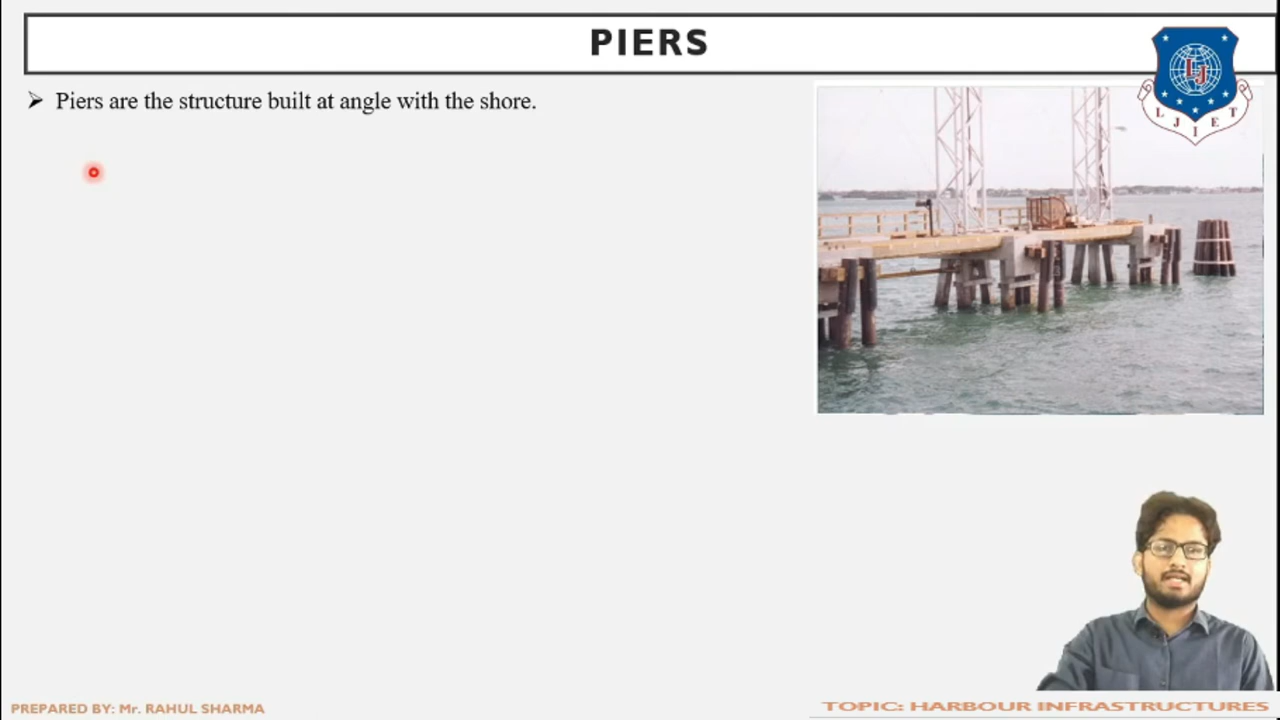 PIERS
➢ Piers are the structure built at angle with the shore.
LJ
L J I E T
PREPARED BY: Mr. RAHUL SHARMA
TOPIC: HARBOUR INFRASTRUCTURES